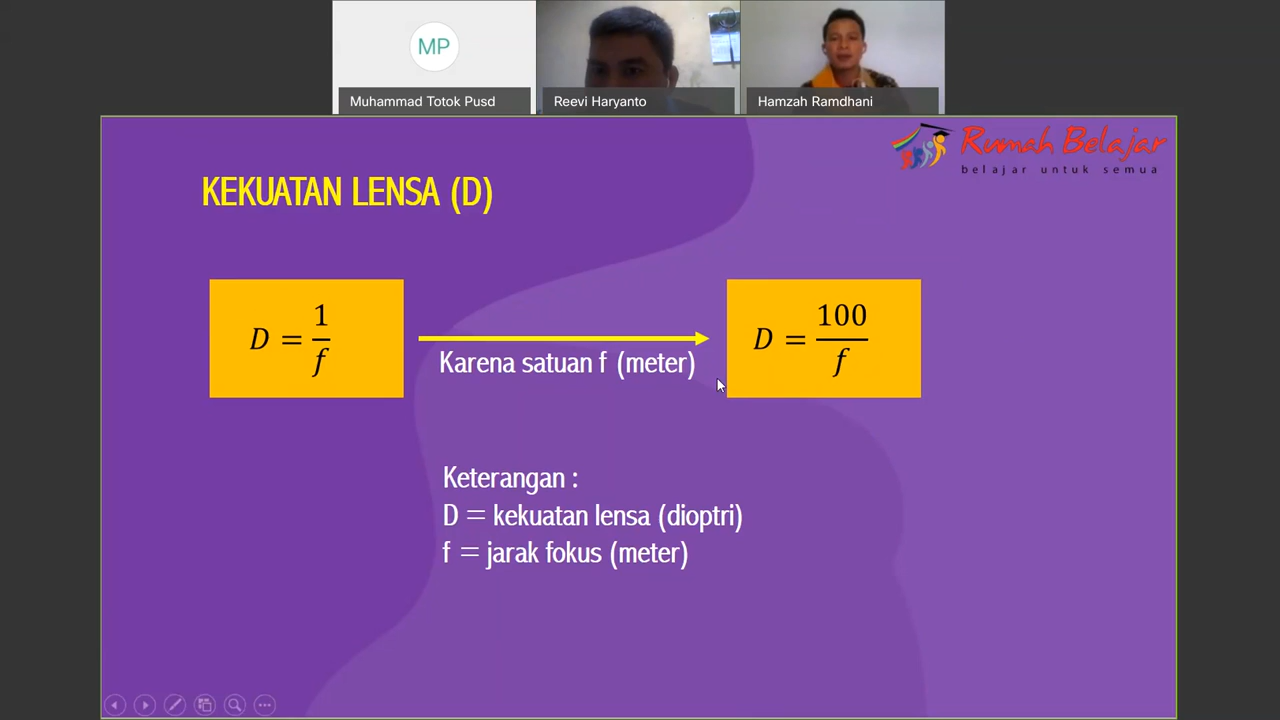 MP
Muhammad Totok Pusd
Reevi Haryanto
Hamzah Ramdhani
Rumah Belajar
belajar untuk semua
KEKUATAN LENSA (D)
D = 1/f
Karena satuan f (meter)
D = 100/f
Keterangan :
D = kekuatan lensa (dioptri)
f = jarak fokus (meter)